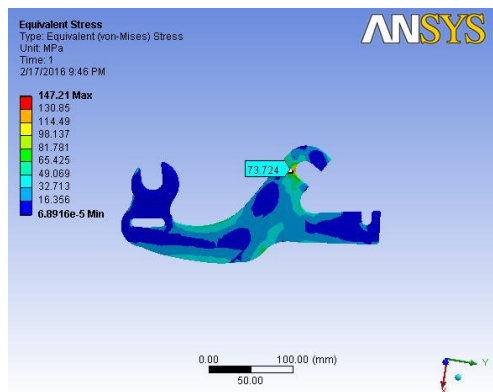 Equivalent Stress
Type: Equivalent (von-Mises) Stress
Unit: MPa
Time: 1
2/17/2016 9:46 PM
ANSYS
147.21 Max
130.85
114.49
98.137
81.781
65.425
49.069
32.713
16.356
6.8916e-5 Min
73.724
0.00
100.00 (mm)
50.00
Y